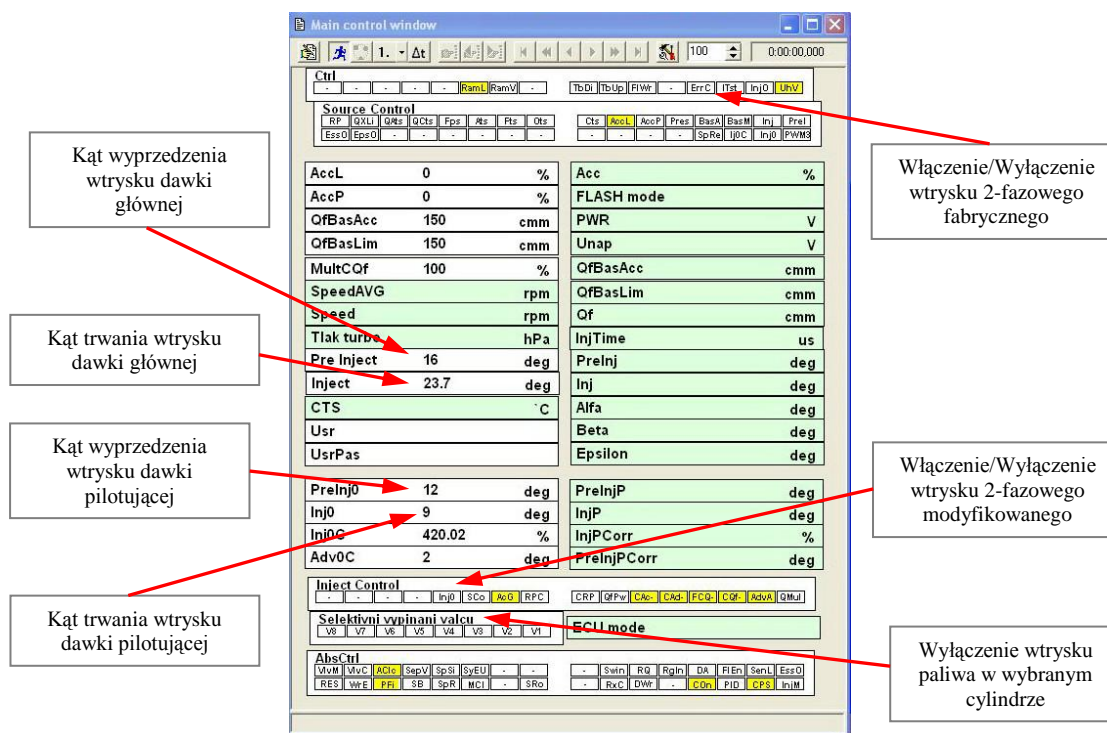 Main control window
1. Δt 100 0:00:00,000
Ctrl
- - - - - RamL RamV - TbDi TbUp FlWr - ErrC ITst Inj0 UhV
Source Control
RP QXLi QAts QCts Fps Ats Fts Ots Cts AccL AccP Pres BasA BasM Inj PreI
Ess0 Eps0 - - - - - - - - - - SpRe Ij0C Inj0 PWM3
Kąt wyprzedzenia
wtrysku dawki
głównej
Włączenie/Wyłączenie
wtrysku 2-fazowego
fabrycznego
AccL 0 % Acc %
AccP 0 % FLASH mode
QfBasAcc 150 cmm PWR V
QfBasLim 150 cmm Unap V
MultCQf 100 % QfBasAcc cmm
SpeedAVG rpm QfBasLim cmm
Speed rpm Qf cmm
Tlak turbo hPa InjTime us
Pre Inject 16 deg PreInj deg
Inject 23.7 deg Inj deg
CTS `C Alfa deg
Usr Beta deg
UsrPas Epsilon deg
Kąt trwania wtrysku
dawki głównej
Kąt wyprzedzenia
wtrysku dawki
pilotującej
Włączenie/Wyłączenie
wtrysku 2-fazowego
modyfikowanego
PreInj0 12 deg PreInjP deg
Inj0 9 deg InjP deg
Inj0C 420.02 % InjPCorr %
Adv0C 2 deg PreInjPCorr deg
Inject Control
- - - - Inj0 SCo AcG RPC CRP QfPw CAc- CAd- FCQ- CQf- AdvA QMul
Selektivni vypinani valcu
V8 V7 V6 V5 V4 V3 V2 V1 ECU mode
Kąt trwania wtrysku
dawki pilotującej
Wyłączenie wtrysku
paliwa w wybranym
cylindrze
AbsCtrl
MvM MvC AClc SepV SpSi SyEU - - - Swin RQ RgIn DA FlEn SenL Ess0
RES WrE PFi SB SpR MCI - SRo - RxC DWr - COn PID CPS InjM